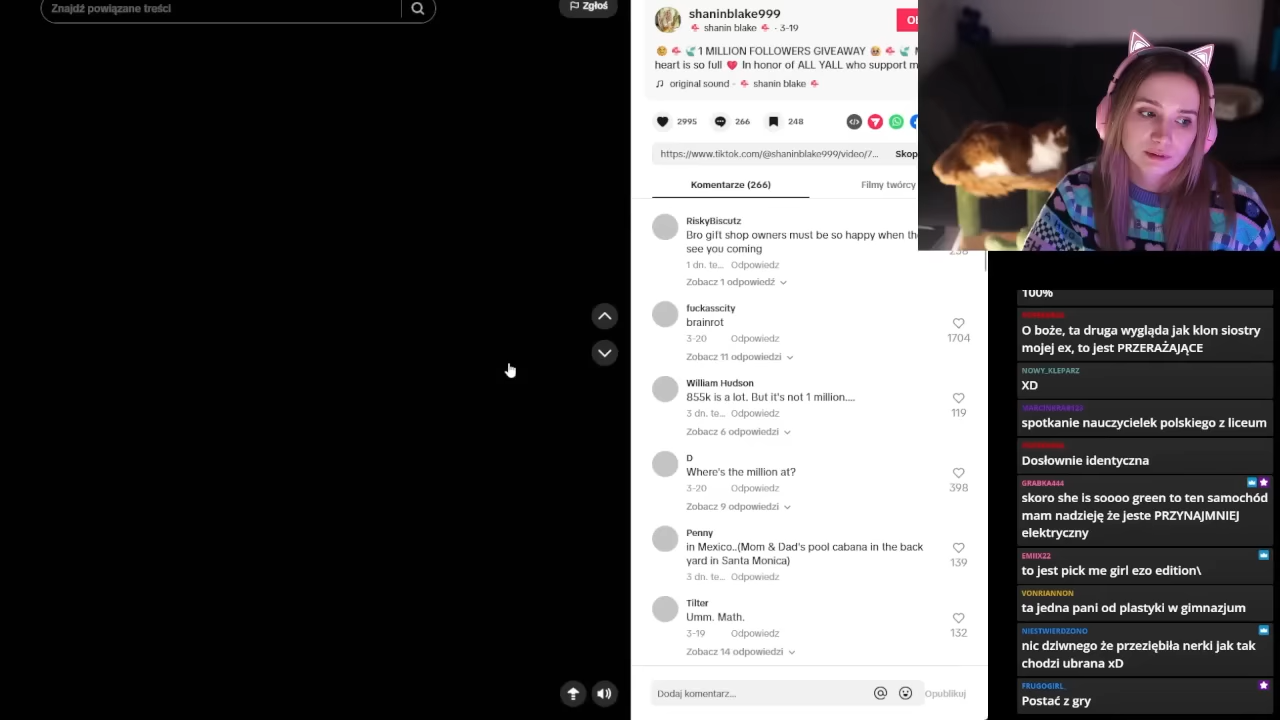 Znajdź powiązane treści
Zgłoś
shaninblake999
shanin blake · 3-19
1 MILLION FOLLOWERS GIVEAWAY
heart is so full In honor of ALL YALL who support
original sound - shanin blake
2995
266
248
https://www.tiktok.com/@shaninblake999/video/7...
Skop
Komentarze (266)
Filmy twórcy
RiskyBiscutz
Bro gift shop owners must be so happy when
see you coming
1 dn. te... Odpowiedz
Zobacz 1 odpowiedź
fuckasscity
brainrot
3-20 Odpowiedz
1704
Zobacz 11 odpowiedzi
William Hudson
855k is a lot. But it's not 1 million....
3 dn. te... Odpowiedz
119
Zobacz 6 odpowiedzi
D
Where's the million at?
3-20 Odpowiedz
398
Zobacz 9 odpowiedzi
Penny
in Mexico..(Mom & Dad's pool cabana in the back
yard in Santa Monica)
3 dn. te... Odpowiedz
139
Tilter
Umm. Math.
3-19 Odpowiedz
132
Zobacz 14 odpowiedzi
Dodaj komentarz...
Opublikuj
100%
O boże, ta druga wygląda jak klon siostry
mojej ex, to jest PRZERAŻAJĄCE
NOWY_KLEPARZ
XD
spotkanie nauczycielek polskiego z liceum
Dosłownie identyczna
GRABKA444
skoro she is soooo green to ten samochód
mam nadzieję że jeste PRZYNAJMNIEJ
elektryczny
EMIIX22
to jest pick me girl ezo edition\
VONRIANNON
ta jedna pani od plastyki w gimnazjum
NIESTWIERDZONO
nic dziwnego że przeziębiła nerki jak tak
chodzi ubrana xD
FRUGOGIRL_
Postać z gry